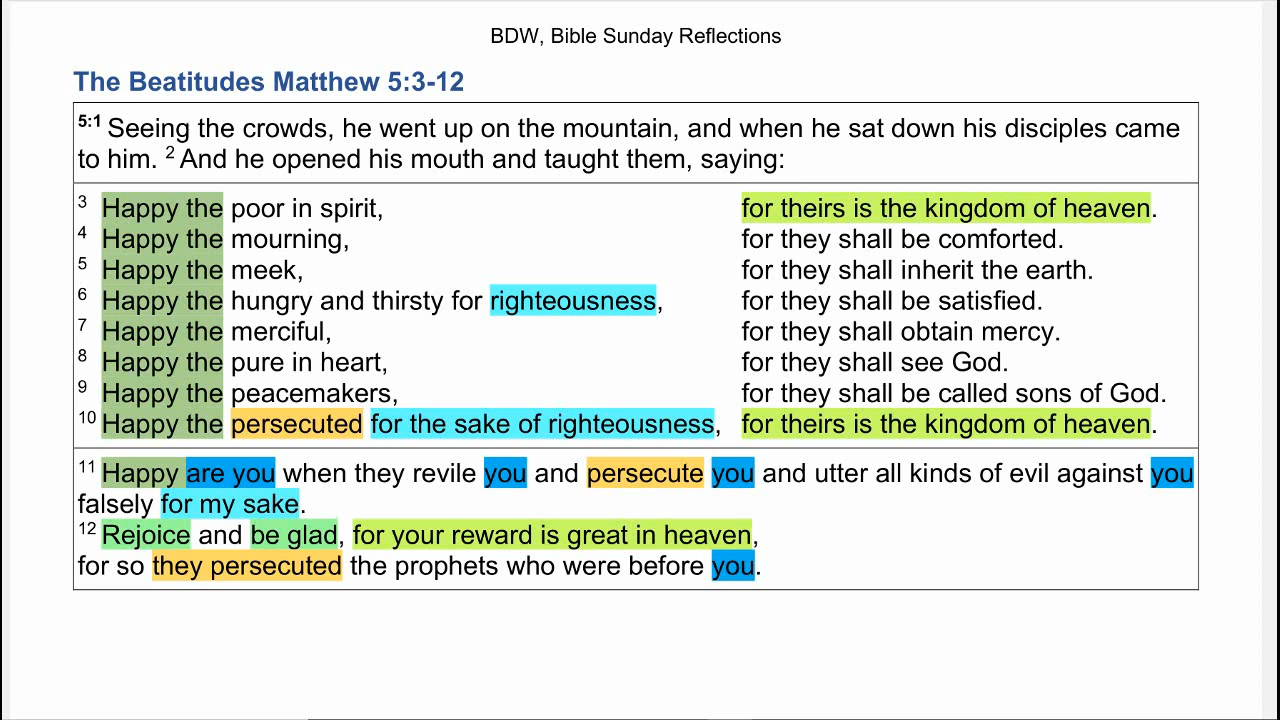 BDW, Bible Sunday Reflections
The Beatitudes Matthew 5:3-12
5:1 Seeing the crowds, he went up on the mountain, and when he sat down his disciples came
to him. 2 And he opened his mouth and taught them, saying:
3 Happy the poor in spirit, for theirs is the kingdom of heaven.
4 Happy the mourning, for they shall be comforted.
5 Happy the meek, for they shall inherit the earth.
6 Happy the hungry and thirsty for righteousness, for they shall be satisfied.
7 Happy the merciful, for they shall obtain mercy.
8 Happy the pure in heart, for they shall see God.
9 Happy the peacemakers, for they shall be called sons of God.
10 Happy the persecuted for the sake of righteousness, for theirs is the kingdom of heaven.
11 Happy are you when they revile you and persecute you and utter all kinds of evil against you
falsely for my sake.
12 Rejoice and be glad, for your reward is great in heaven,
for so they persecuted the prophets who were before you.